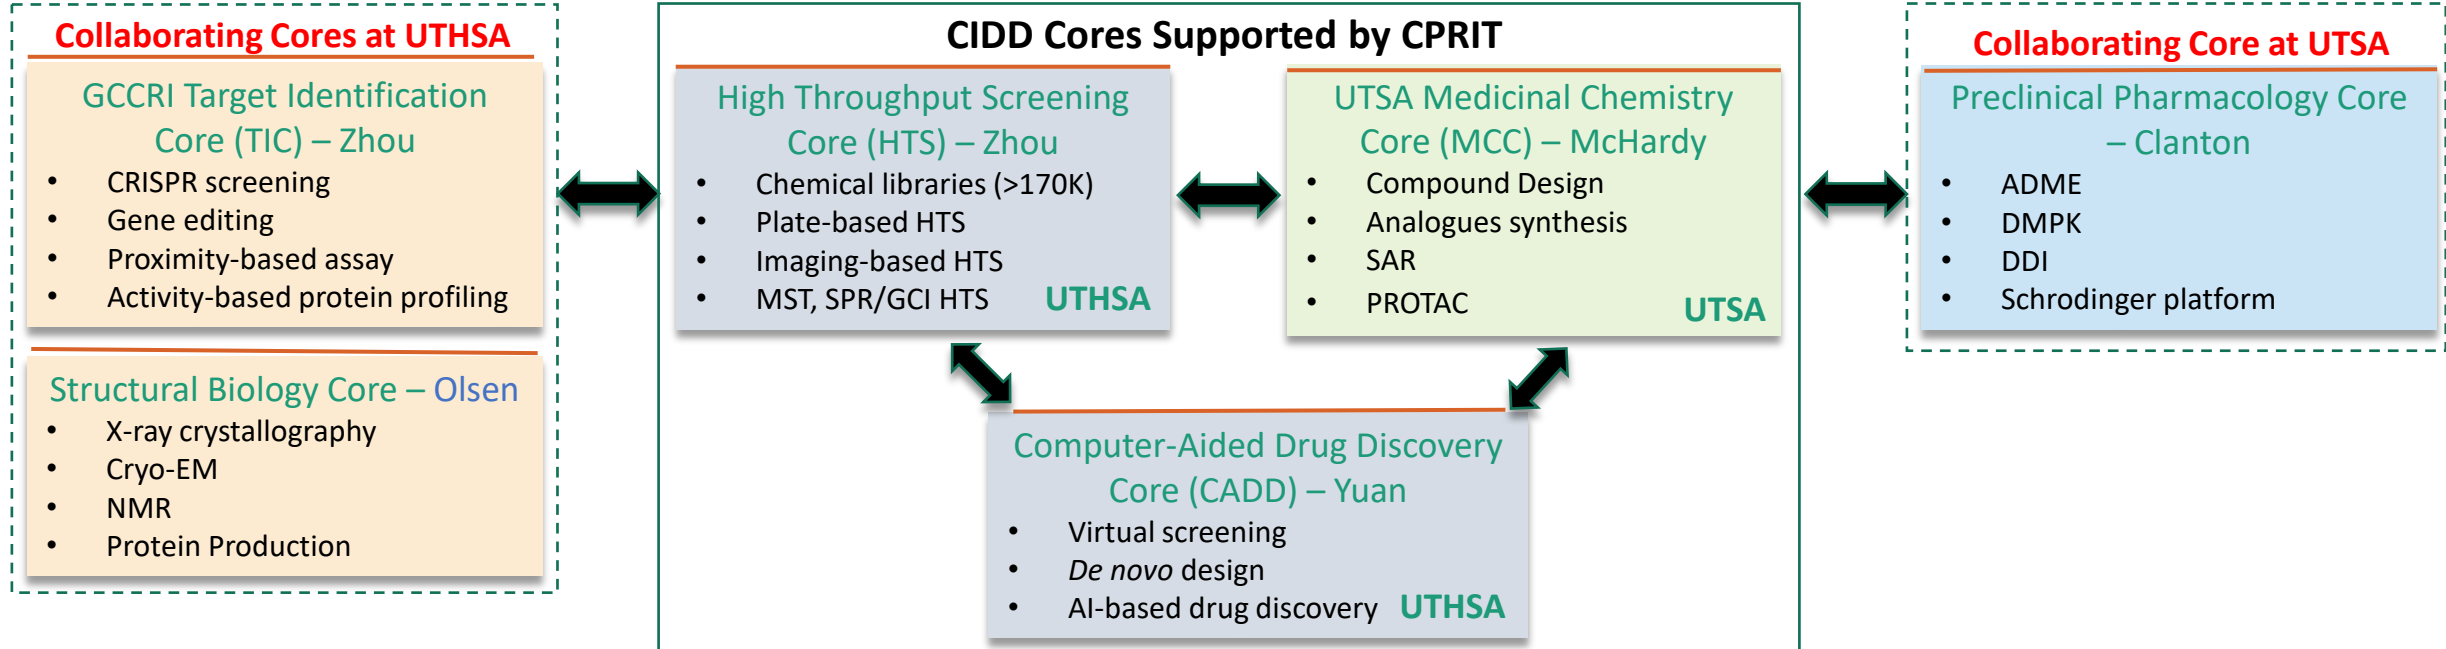 Collaborating Cores at UTHSA
GCCRI Target Identification
Core (TIC) – Zhou
• CRISPR screening
• Gene editing
• Proximity-based assay
• Activity-based protein profiling
Structural Biology Core – Olsen
• X-ray crystallography
• Cryo-EM
• NMR
• Protein Production
CIDD Cores Supported by CPRIT
High Throughput Screening
Core (HTS) – Zhou
• Chemical libraries (>170K)
• Plate-based HTS
• Imaging-based HTS
• MST, SPR/GCI HTS UTHSA
UTSA Medicinal Chemistry
Core (MCC) – McHardy
• Compound Design
• Analogues synthesis
• SAR
• PROTAC
UTSA
Computer-Aided Drug Discovery
Core (CADD) – Yuan
• Virtual screening
• De novo design
• AI-based drug discovery UTHSA
Collaborating Core at UTSA
Preclinical Pharmacology Core
– Clanton
• ADME
• DMPK
• DDI
• Schrodinger platform